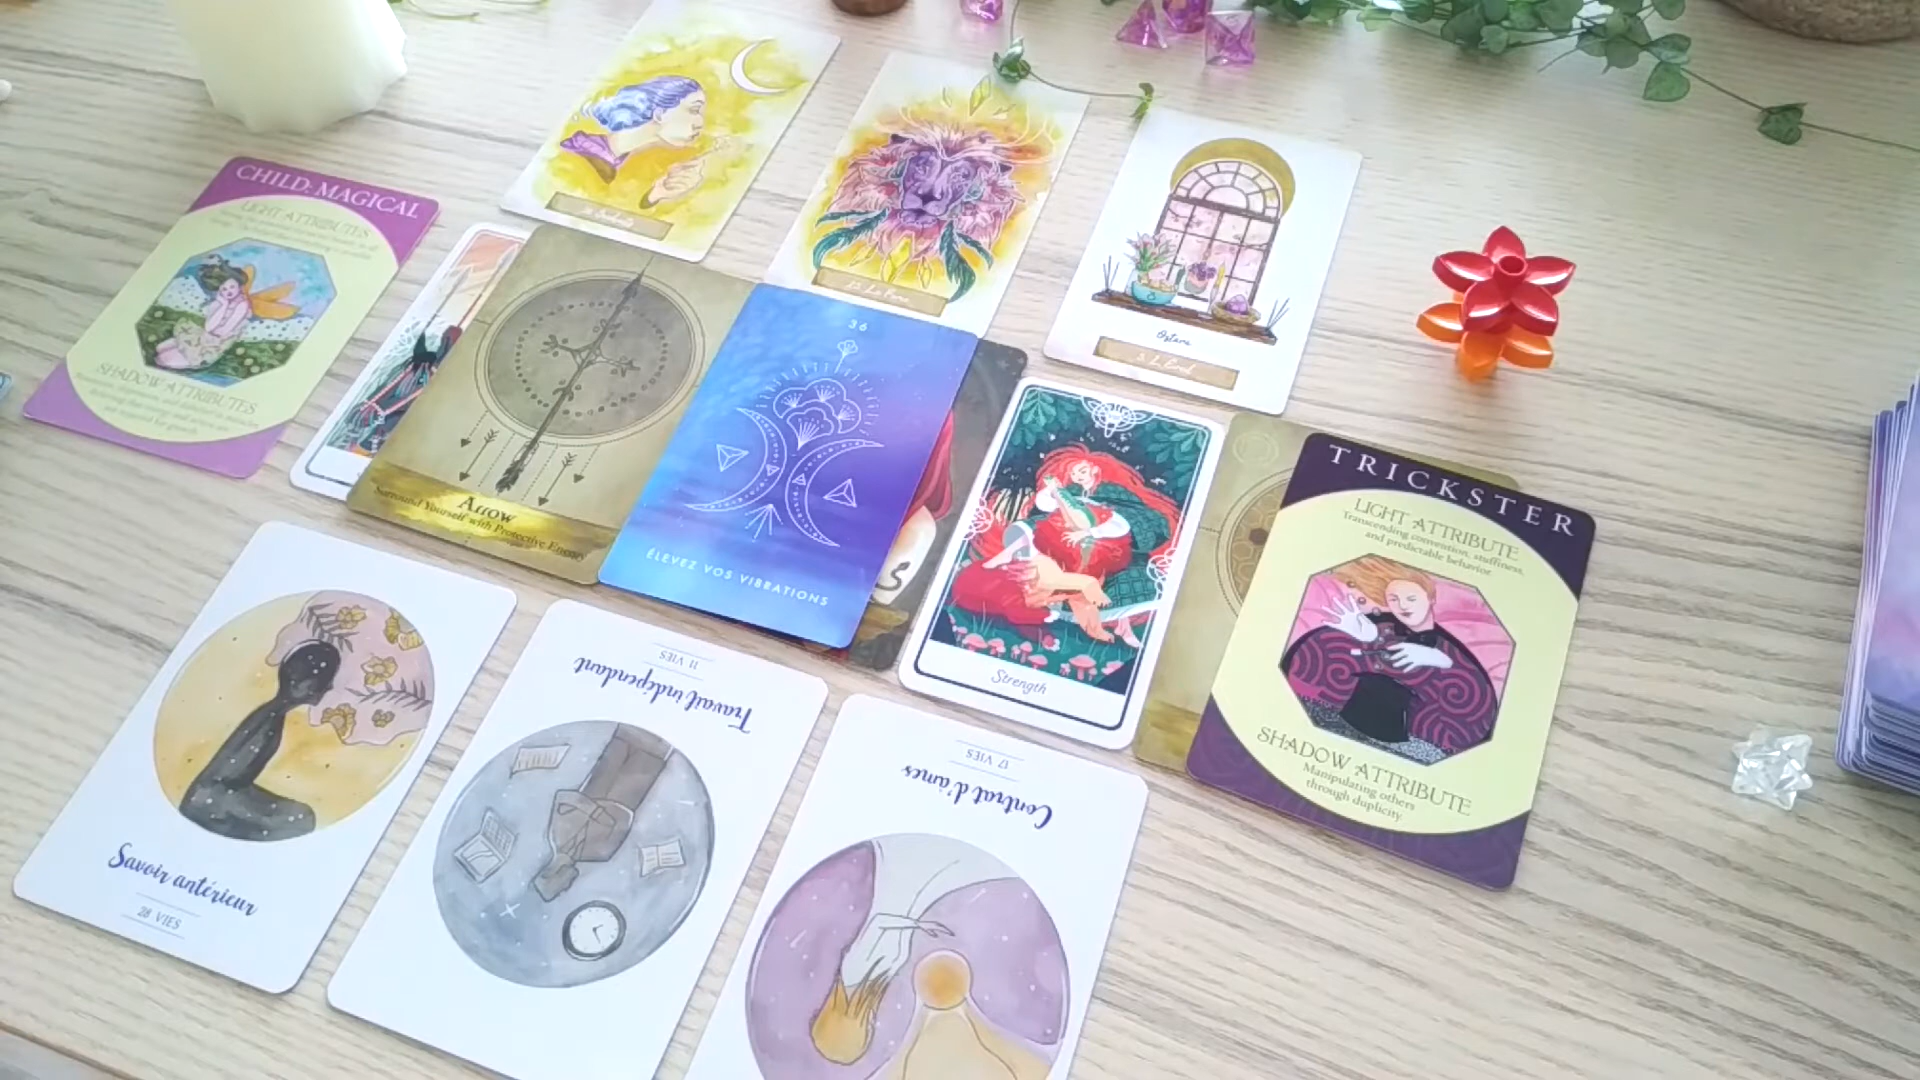 CHILD: MAGICAL
LIGHT ATTRIBUTES
SHADOW ATTRIBUTES
Ostara
Arrow
Surround Yourself with Protective Energy
36
ÉLEVEZ VOS VIBRATIONS
Strength
TRICKSTER
LIGHT ATTRIBUTE
Transcending convention, stuffiness,
and predictable behavior.
SHADOW ATTRIBUTE
Manipulating others
through duplicity.
Savoir antérieur
28 VIES
Travail indépendant
11 VIES
Contrat d'âmes
17 VIES